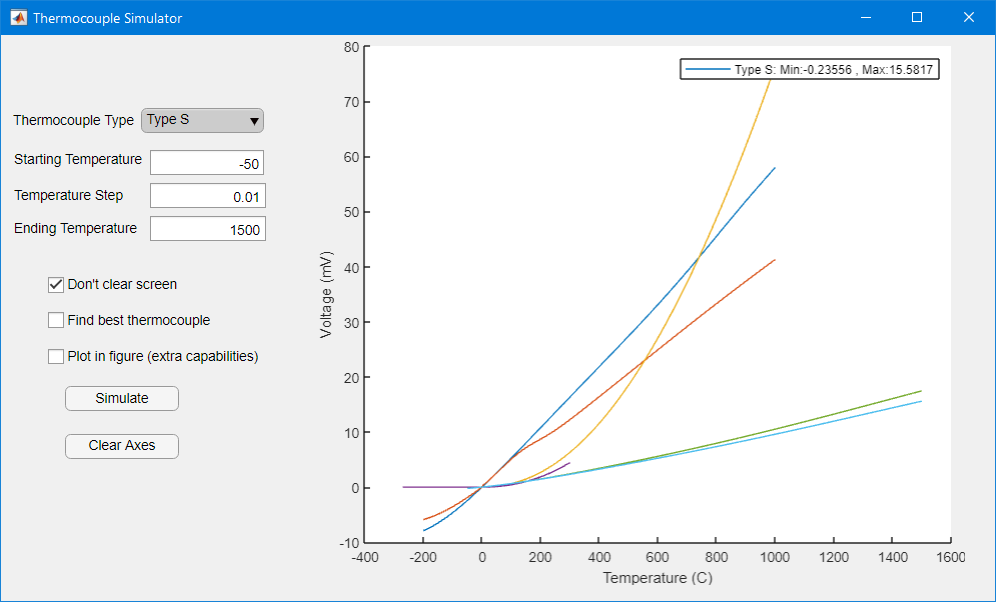 Thermocouple Simulator
Thermocouple Type Type S
Starting Temperature -50
Temperature Step 0.01
Ending Temperature 1500
Don't clear screen
Find best thermocouple
Plot in figure (extra capabilities)
Simulate
Clear Axes
Type S: Min:-0.23556 , Max:15.5817
80
70
60
50
40
30
20
10
0
-10
Voltage (mV)
-400 -200 0 200 400 600 800 1000 1200 1400 1600
Temperature (C)